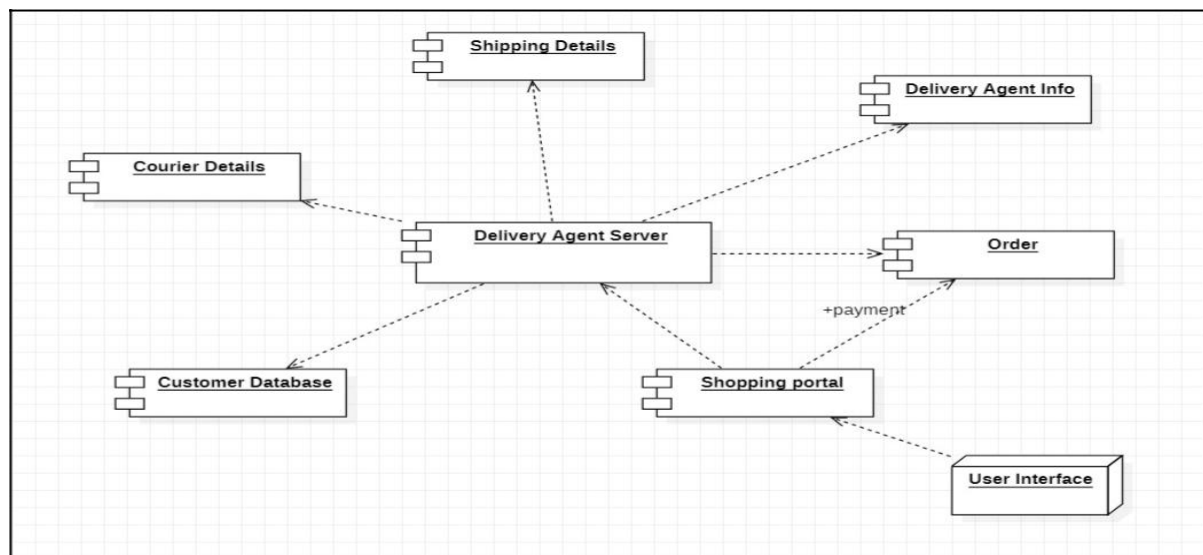 Shipping Details
Delivery Agent Info
Courier Details
Delivery Agent Server
Order
+payment
Customer Database
Shopping portal
User Interface